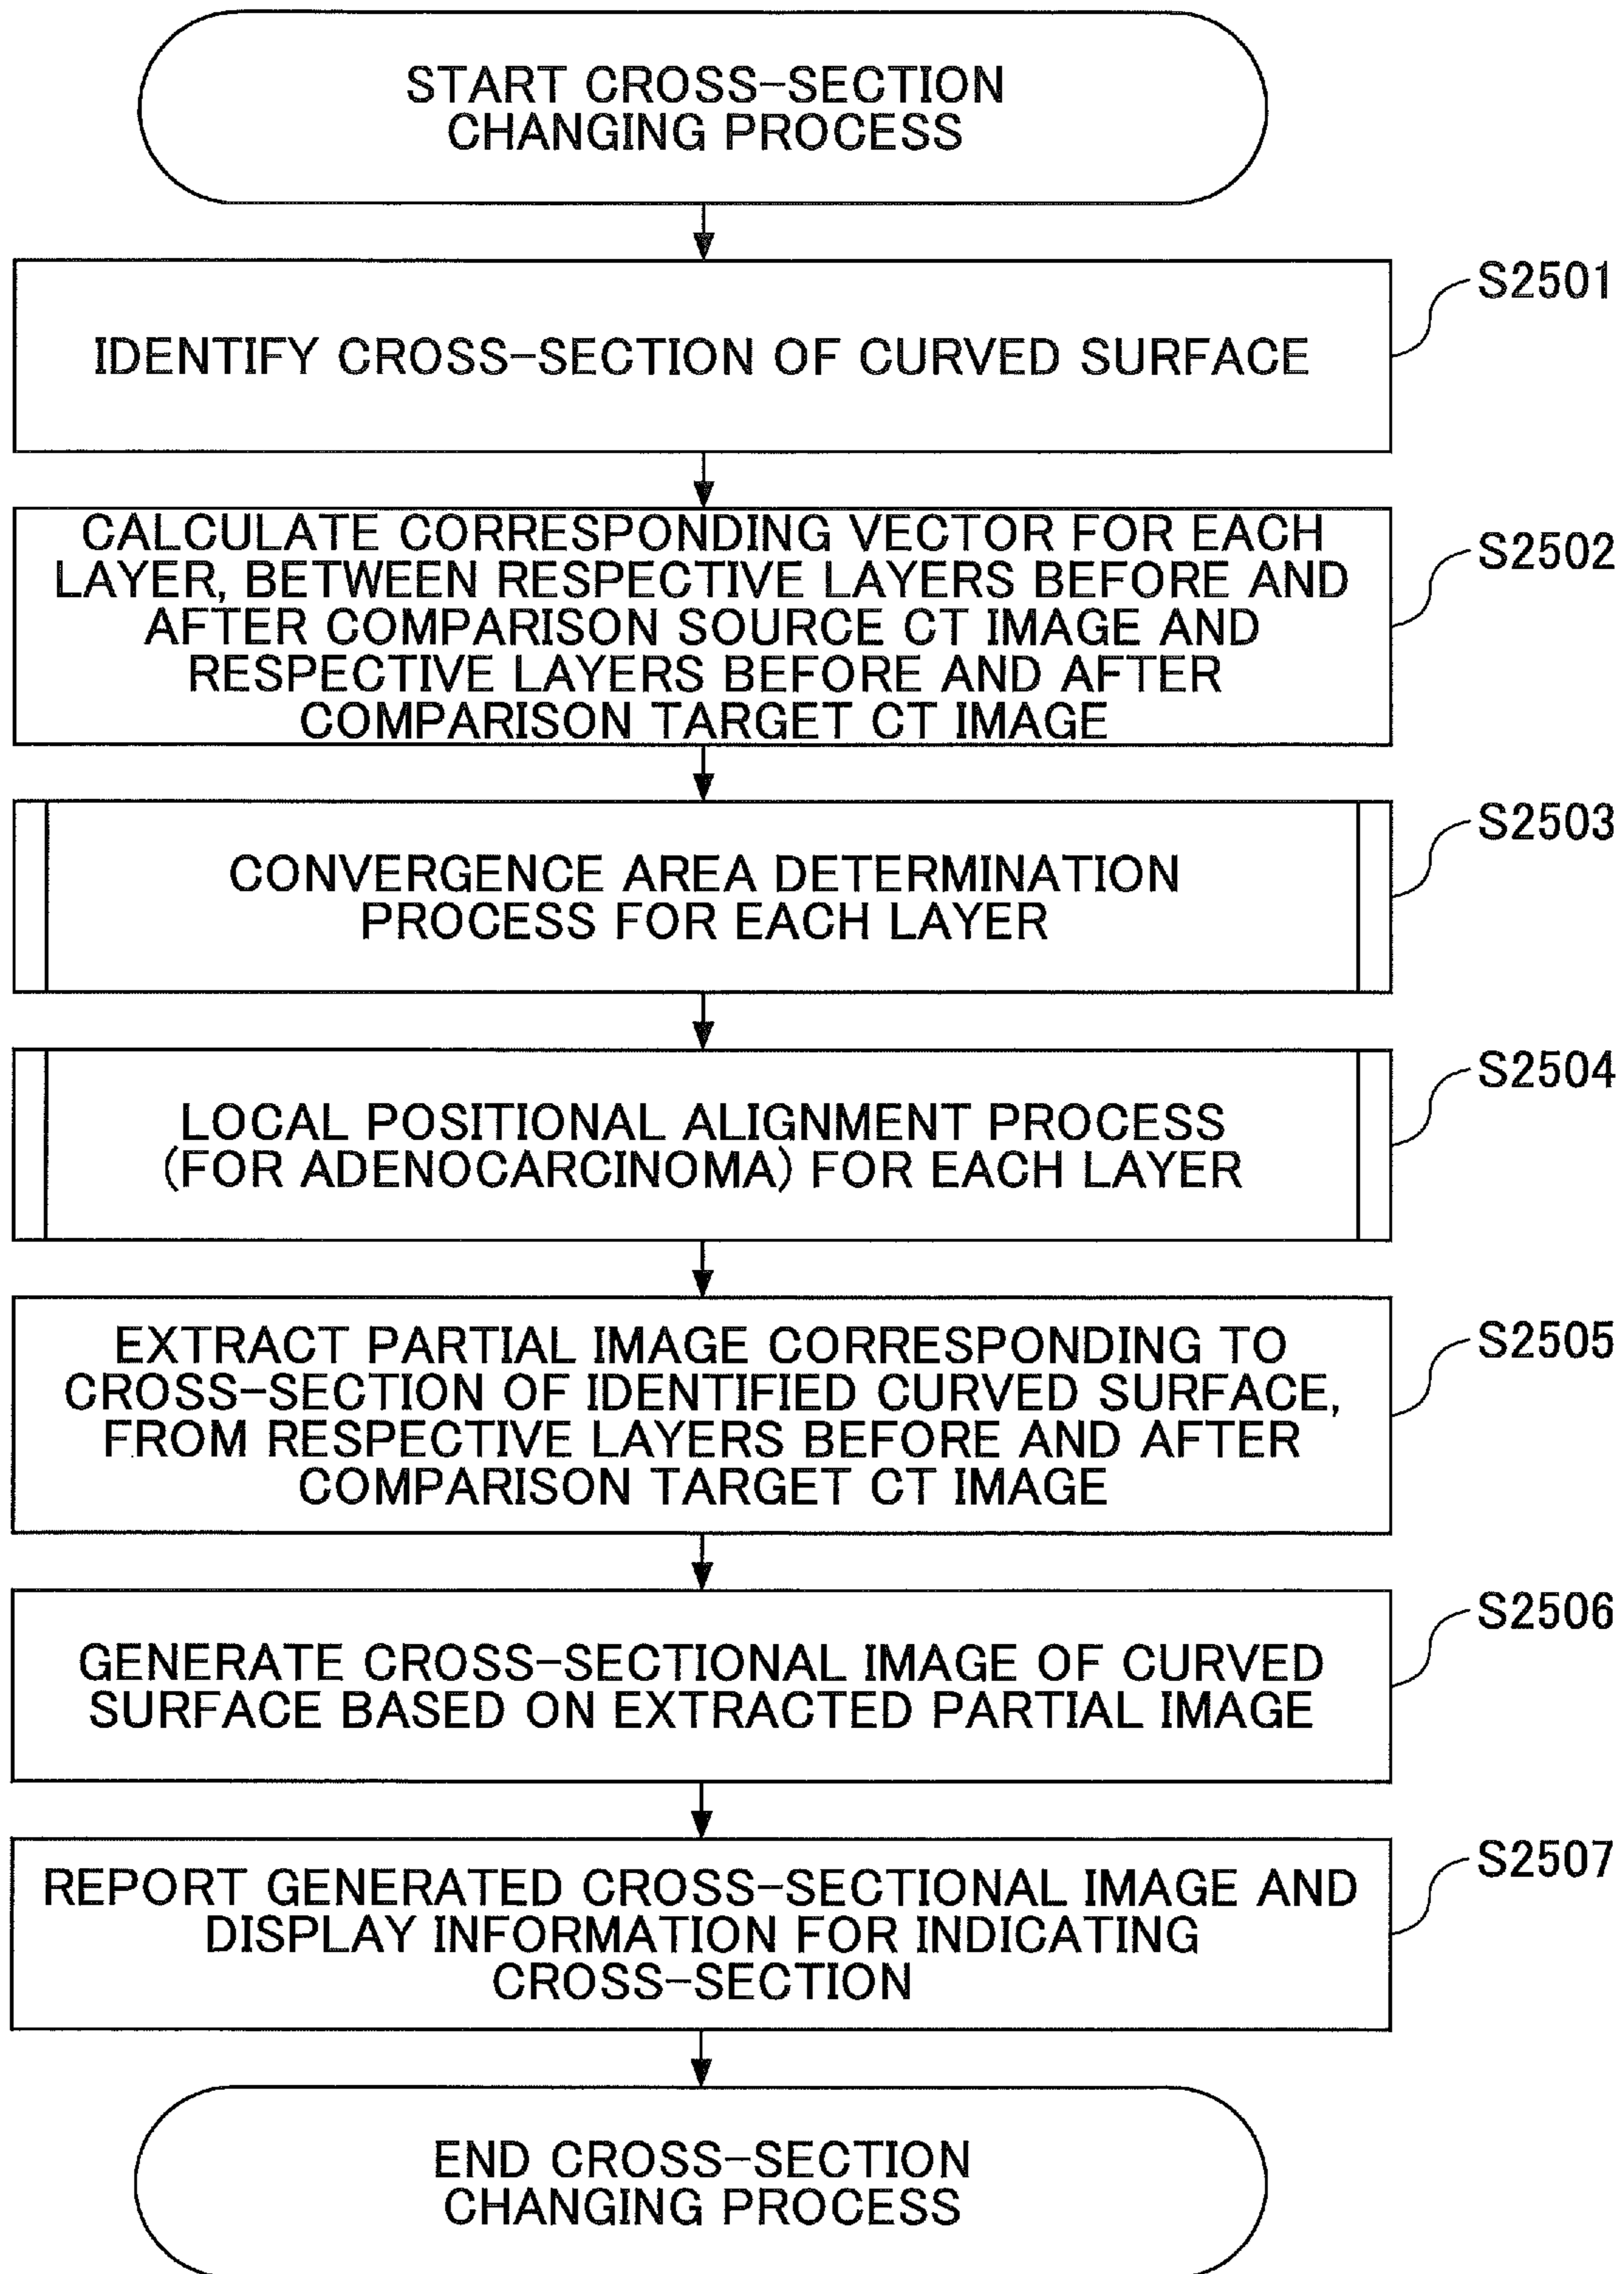 START CROSS-SECTION
CHANGING PROCESS
S2501
IDENTIFY CROSS-SECTION OF CURVED SURFACE
S2502
CALCULATE CORRESPONDING VECTOR FOR EACH
LAYER, BETWEEN RESPECTIVE LAYERS BEFORE AND
AFTER COMPARISON SOURCE CT IMAGE AND
RESPECTIVE LAYERS BEFORE AND AFTER
COMPARISON TARGET CT IMAGE
S2503
CONVERGENCE AREA DETERMINATION
PROCESS FOR EACH LAYER
S2504
LOCAL POSITIONAL ALIGNMENT PROCESS
(FOR ADENOCARCINOMA) FOR EACH LAYER
S2505
EXTRACT PARTIAL IMAGE CORRESPONDING TO
CROSS-SECTION OF IDENTIFIED CURVED SURFACE,
FROM RESPECTIVE LAYERS BEFORE AND AFTER
COMPARISON TARGET CT IMAGE
S2506
GENERATE CROSS-SECTIONAL IMAGE OF CURVED
SURFACE BASED ON EXTRACTED PARTIAL IMAGE
S2507
REPORT GENERATED CROSS-SECTIONAL IMAGE AND
DISPLAY INFORMATION FOR INDICATING
CROSS-SECTION
END CROSS-SECTION
CHANGING PROCESS